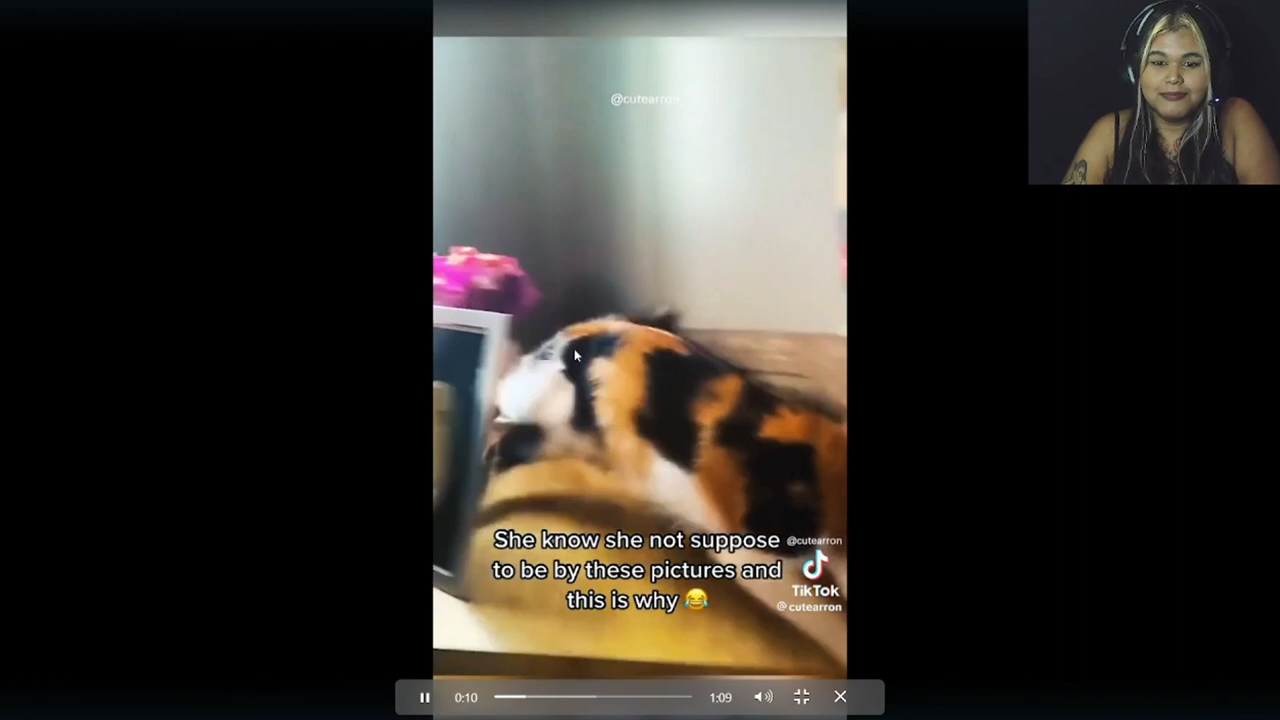 @cutearron
She know she not suppose
to be by these pictures and
this is why 😂
@cutearron
TikTok
@cutearron
0:10
1:09